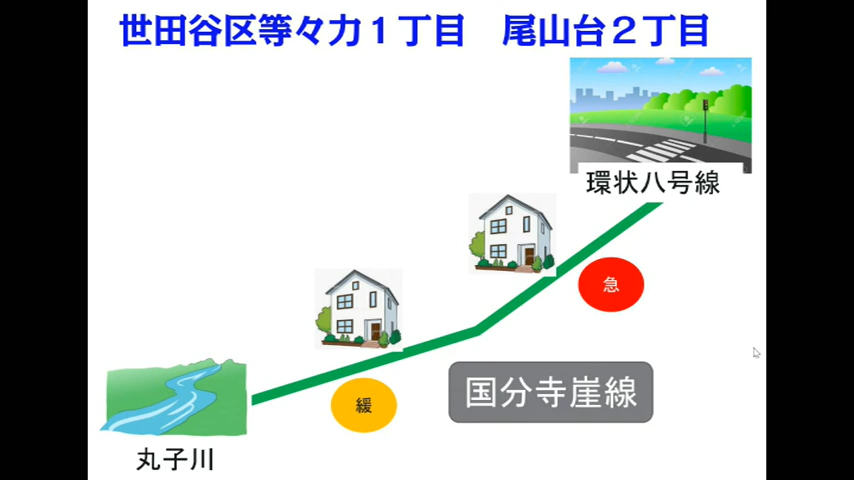 世田谷区等々力１丁目　尾山台２丁目
環状八号線
急
国分寺崖線
緩
丸子川